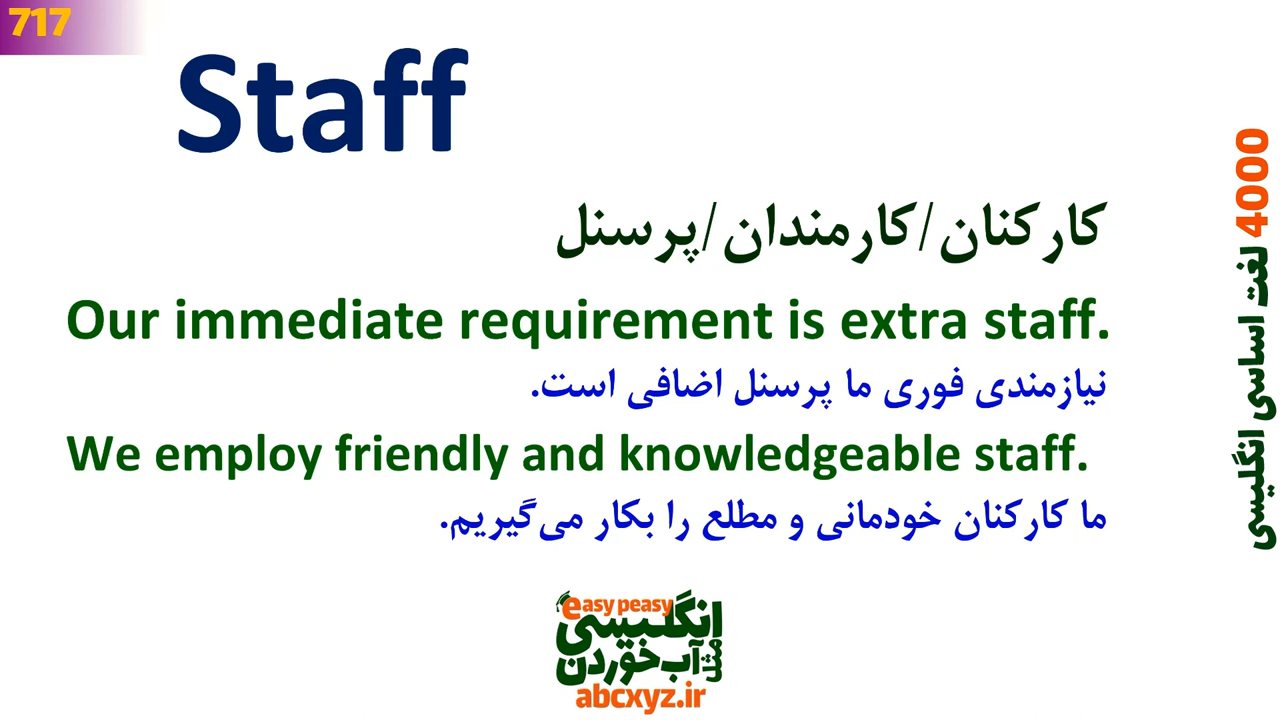 717
Staff
کارکنان/کارمندان/پرسنل
Our immediate requirement is extra staff.
نیازمندی فوری ما پرسنل اضافی است.
We employ friendly and knowledgeable staff.
ما کارکنان خودمانی و مطلع را بکار می‌گیریم.
4000 لغت اساسی انگلیسی
easy peasy
انگلیسی
مثل آب خوردن
abcxyz.ir